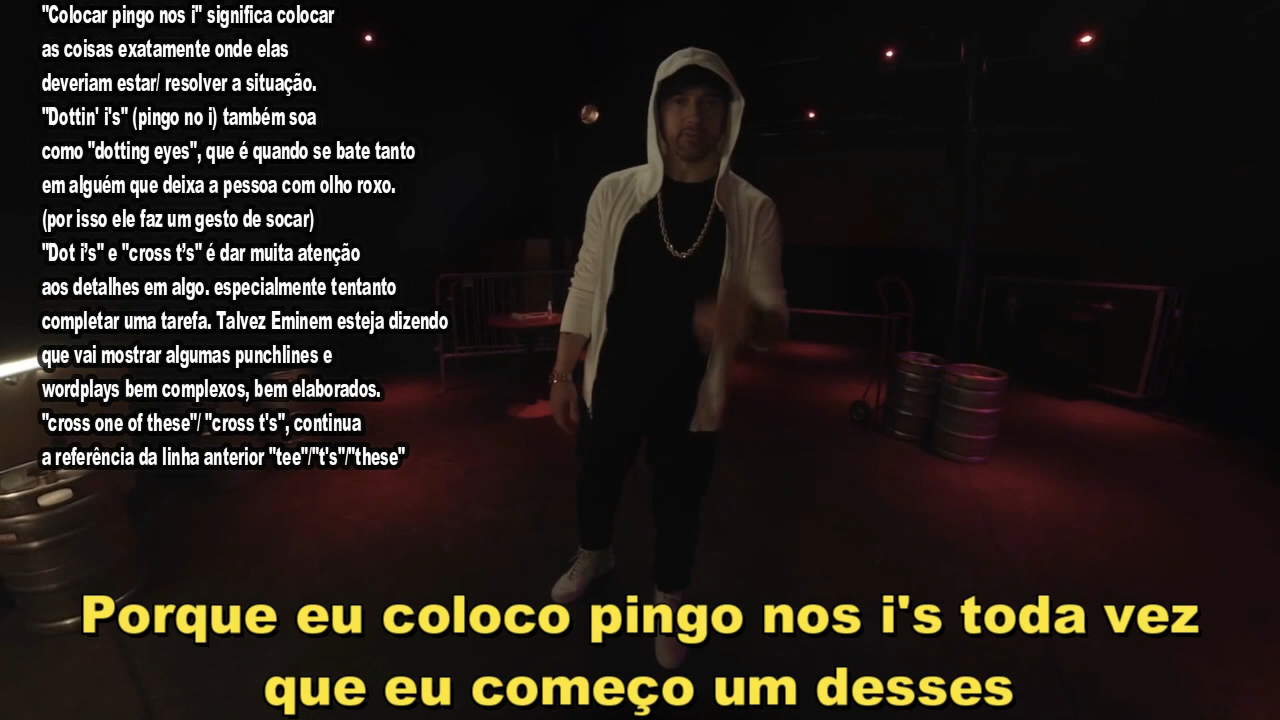 "Colocar pingo nos i" significa colocar
as coisas exatamente onde elas
deveriam estar/ resolver a situação.
"Dottin' i's" (pingo no i) também soa
como "dotting eyes", que é quando se bate tanto
em alguém que deixa a pessoa com olho roxo.
(por isso ele faz um gesto de socar)
"Dot i’s" e "cross t’s" é dar muita atenção
aos detalhes em algo. especialmente tentanto
completar uma tarefa. Talvez Eminem esteja dizendo
que vai mostrar algumas punchlines e
wordplays bem complexos, bem elaborados.
"cross one of these"/ "cross t's", continua
a referência da linha anterior "tee"/"t's"/"these"
Porque eu coloco pingo nos i's toda vez
que eu começo um desses